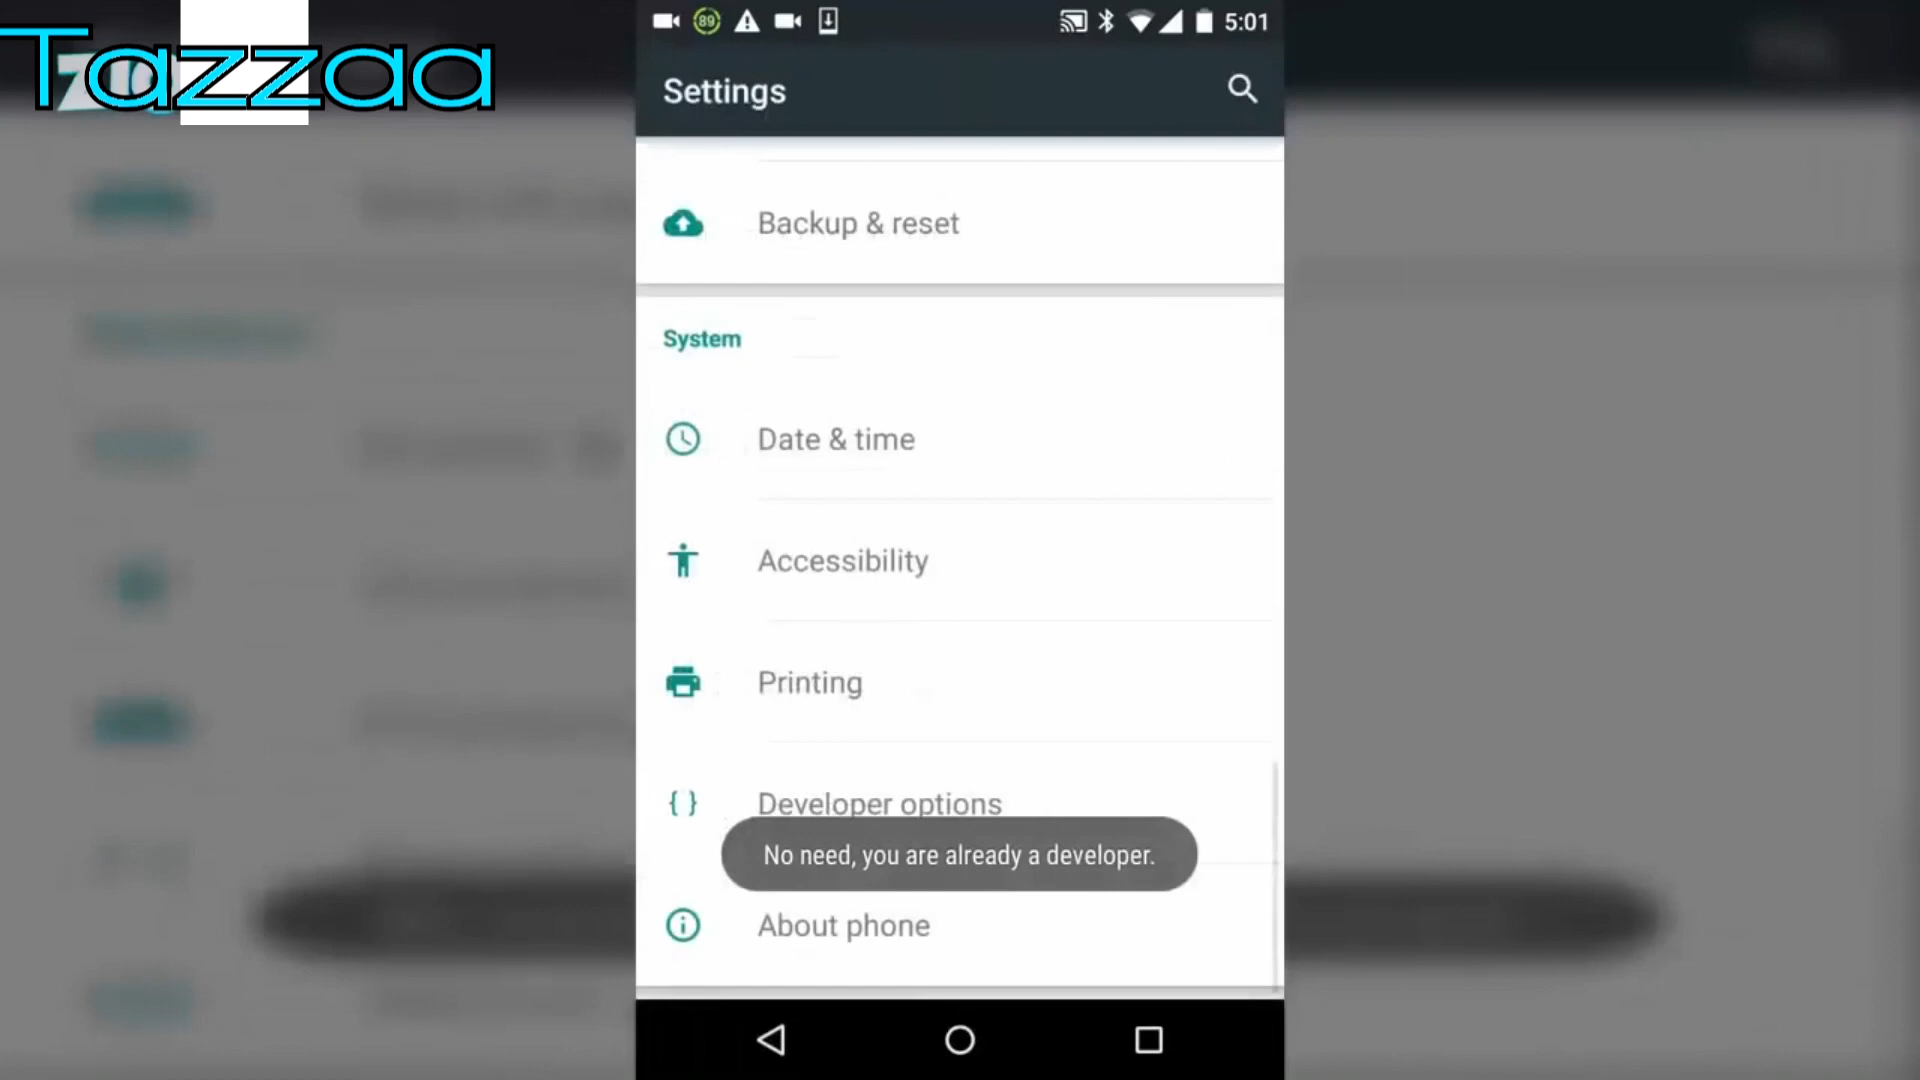 Tazzaa
89
5:01
Settings
Backup & reset
System
Date & time
Accessibility
Printing
Developer options
No need, you are already a developer.
About phone